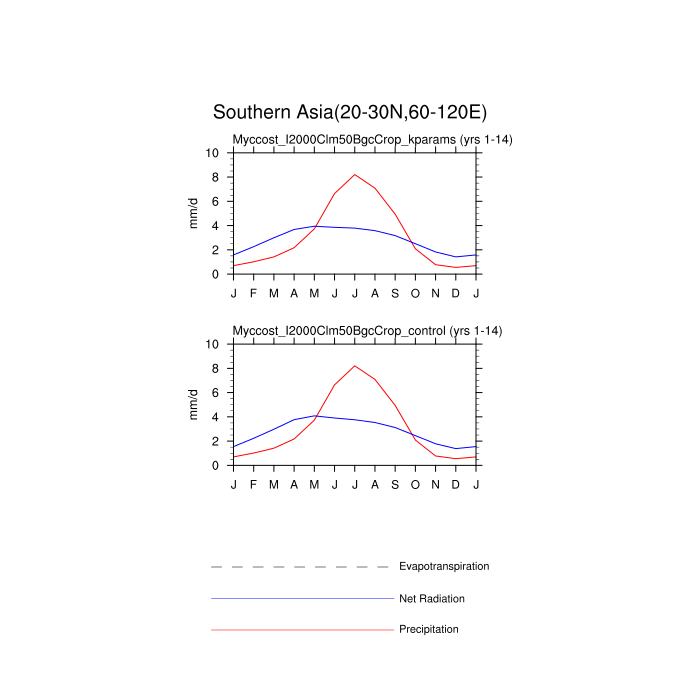 Southern Asia(20-30N,60-120E)
Myccost_I2000Clm50BgcCrop_kparams (yrs 1-14)
10
8
6
4
2
0
mm/d
J F M A M J J A S O N D J
Myccost_I2000Clm50BgcCrop_control (yrs 1-14)
10
8
6
4
2
0
mm/d
J F M A M J J A S O N D J
Evapotranspiration
Net Radiation
Precipitation